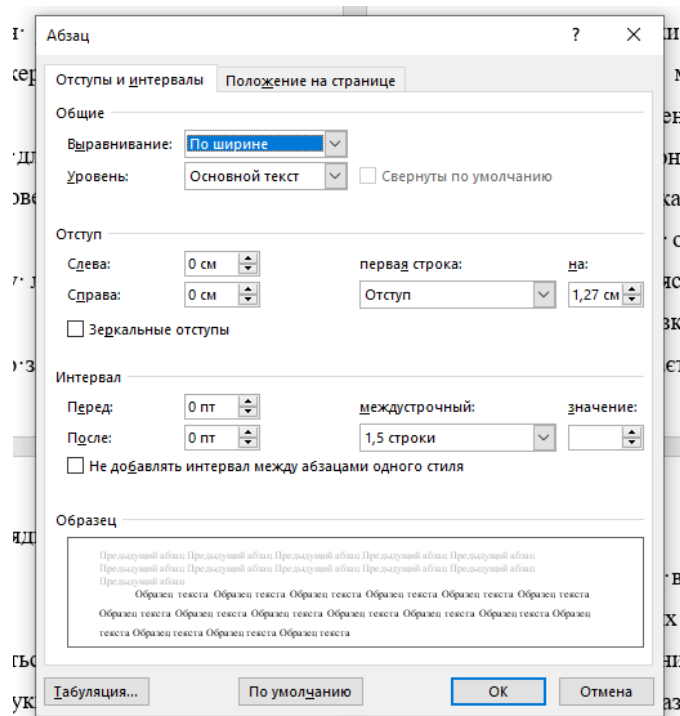 Абзац ? ×
Отступы и интервалы Положение на странице
Общие
Выравнивание: По ширине
Уровень: Основной текст Свернуты по умолчанию
Отступ
Слева: 0 см первая строка: на:
Справа: 0 см Отступ 1,27 см
Зеркальные отступы
Интервал
Перед: 0 пт междустрочный: значение:
После: 0 пт 1,5 строки
Не добавлять интервал между абзацами одного стиля
Образец
Предыдущий абзац Предыдущий абзац Предыдущий абзац Предыдущий абзац Предыдущий абзац
Предыдущий абзац Предыдущий абзац Предыдущий абзац Предыдущий абзац Предыдущий абзац
Предыдущий абзац
Образец текста Образец текста Образец текста Образец текста Образец текста Образец текста
Образец текста Образец текста Образец текста Образец текста Образец текста Образец текста Образец
текста Образец текста Образец текста Образец текста
Табуляция... По умолчанию ОК Отмена